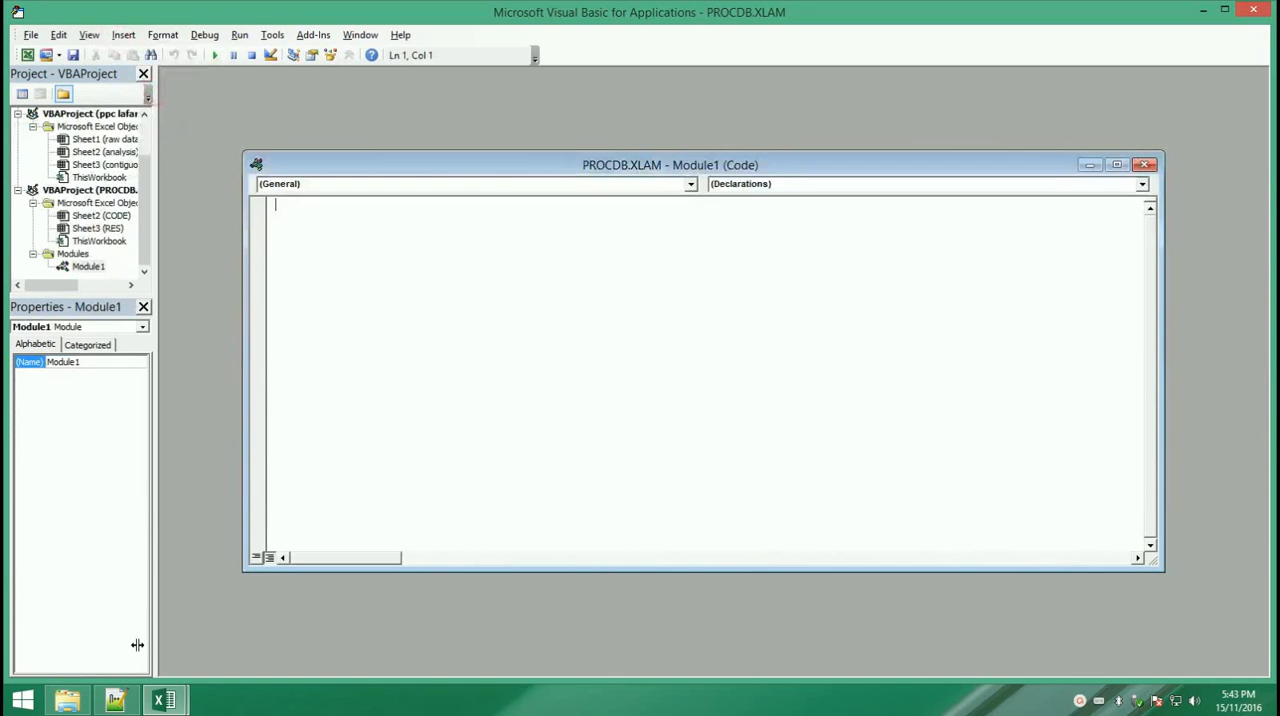 Microsoft Visual Basic for Applications - PROCDB.XLAM
File Edit View Insert Format Debug Run Tools Add-Ins Window Help
Ln 1, Col 1
Project - VBAProject
VBAProject (ppc lafar
Microsoft Excel Objec
Sheet1 (raw data
Sheet2 (analysis)
Sheet3 (contiguo
ThisWorkbook
VBAProject (PROCDB.
Microsoft Excel Objec
Sheet2 (CODE)
Sheet3 (RES)
ThisWorkbook
Modules
Module1
Properties - Module1
Module1 Module
Alphabetic Categorized
(Name) Module1
PROCDB.XLAM - Module1 (Code)
(General) (Declarations)
5:43 PM
15/11/2016